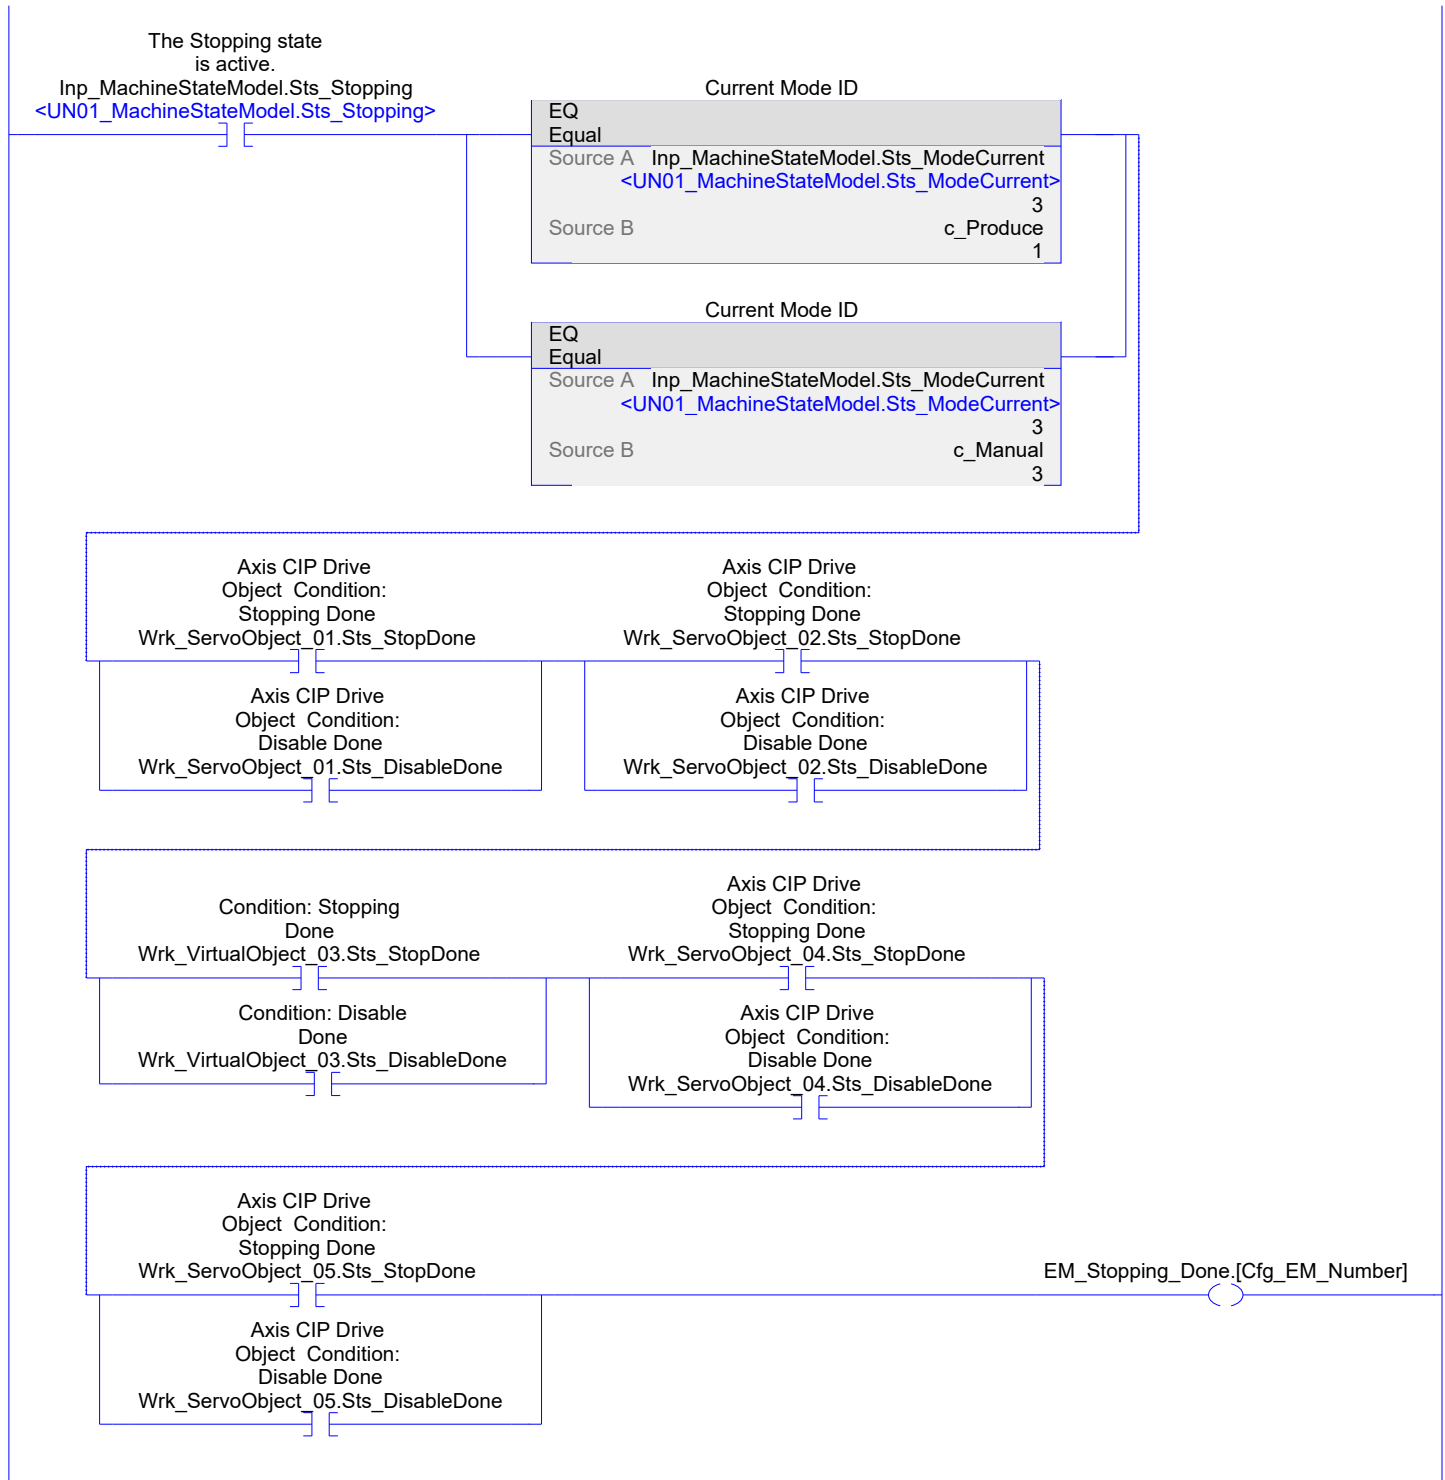 The Stopping state
is active.
Inp_MachineStateModel.Sts_Stopping
<UN01_MachineStateModel.Sts_Stopping>
Current Mode ID
EQ
Equal
Source A Inp_MachineStateModel.Sts_ModeCurrent
<UN01_MachineStateModel.Sts_ModeCurrent>
3
Source B c_Produce
1
Current Mode ID
EQ
Equal
Source A Inp_MachineStateModel.Sts_ModeCurrent
<UN01_MachineStateModel.Sts_ModeCurrent>
3
Source B c_Manual
3
Axis CIP Drive
Object Condition:
Stopping Done
Wrk_ServoObject_01.Sts_StopDone
Axis CIP Drive
Object Condition:
Disable Done
Wrk_ServoObject_01.Sts_DisableDone
Axis CIP Drive
Object Condition:
Stopping Done
Wrk_ServoObject_02.Sts_StopDone
Axis CIP Drive
Object Condition:
Disable Done
Wrk_ServoObject_02.Sts_DisableDone
Condition: Stopping
Done
Wrk_VirtualObject_03.Sts_StopDone
Condition: Disable
Done
Wrk_VirtualObject_03.Sts_DisableDone
Axis CIP Drive
Object Condition:
Stopping Done
Wrk_ServoObject_04.Sts_StopDone
Axis CIP Drive
Object Condition:
Disable Done
Wrk_ServoObject_04.Sts_DisableDone
Axis CIP Drive
Object Condition:
Stopping Done
Wrk_ServoObject_05.Sts_StopDone
Axis CIP Drive
Object Condition:
Disable Done
Wrk_ServoObject_05.Sts_DisableDone
EM_Stopping_Done.[Cfg_EM_Number]